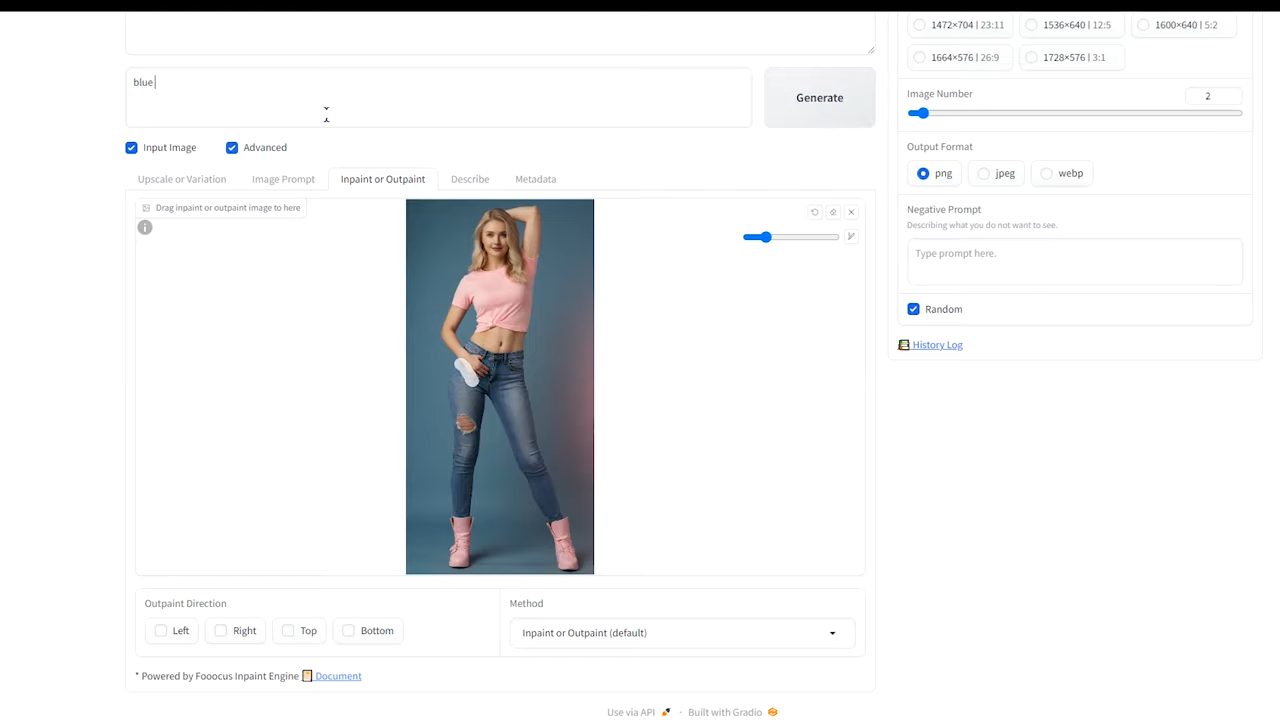 1472×704 | 23:11
1536×640 | 12:5
1600×640 | 5:2
1664×576 | 26:9
1728×576 | 3:1
blue
Generate
Image Number
2
Input Image
Advanced
Output Format
png
jpeg
webp
Upscale or Variation
Image Prompt
Inpaint or Outpaint
Describe
Metadata
Drag inpaint or outpaint image to here
Negative Prompt
Describing what you do not want to see.
Type prompt here.
Random
History Log
Outpaint Direction
Left
Right
Top
Bottom
Method
Inpaint or Outpaint (default)
* Powered by Fooocus Inpaint Engine Document
Use via API · Built with Gradio